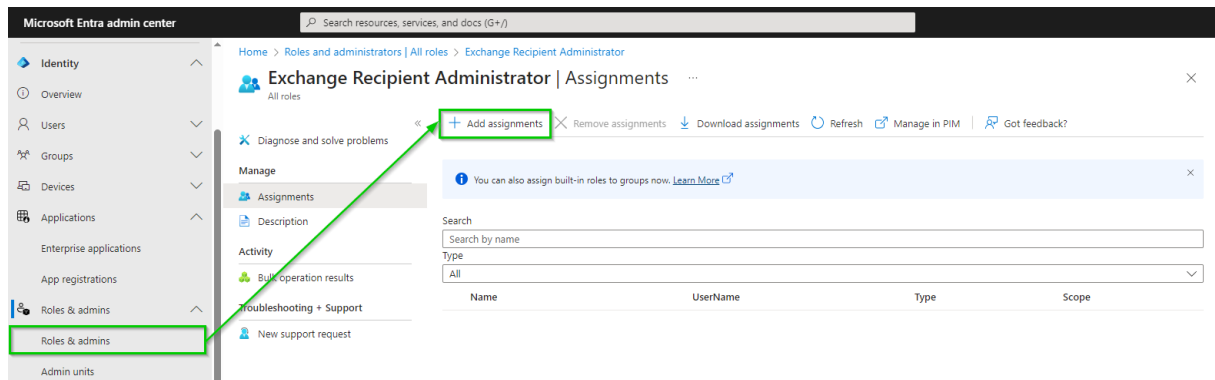 Microsoft Entra admin center
Search resources, services, and docs (G+/)
Identity
Overview
Users
Groups
Devices
Applications
Enterprise applications
App registrations
Roles & admins
Roles & admins
Admin units
Home > Roles and administrators | All roles > Exchange Recipient Administrator
Exchange Recipient Administrator | Assignments ...
All roles
Diagnose and solve problems
Manage
Assignments
Description
Activity
Bulk operation results
Troubleshooting + Support
New support request
Add assignments Remove assignments Download assignments Refresh Manage in PIM Got feedback?
You can also assign built-in roles to groups now. Learn More
Search
Search by name
Type
All
Name UserName Type Scope